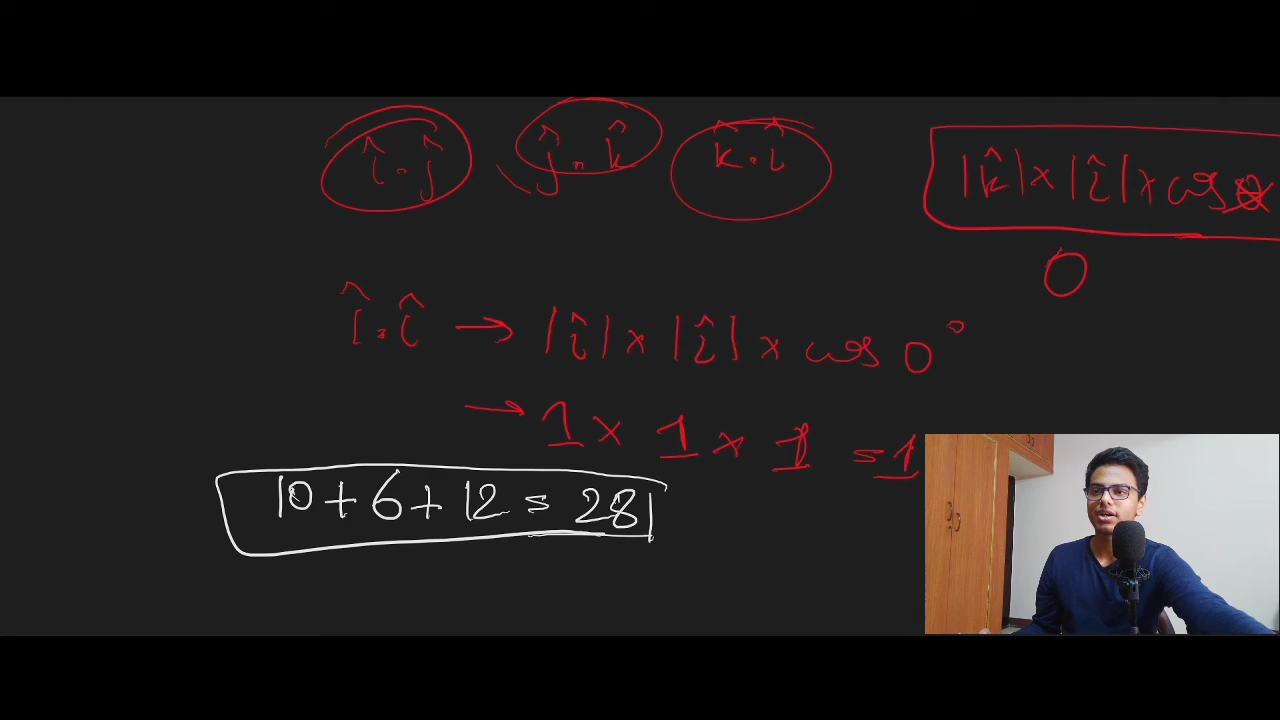 î . ĵ ĵ . k̂ k̂ . î
|k̂| x |î| x cos
0
î . î → |î| x |î| x cos 0°
→ 1 x 1 x 1 = 1
10 + 6 + 12 = 28